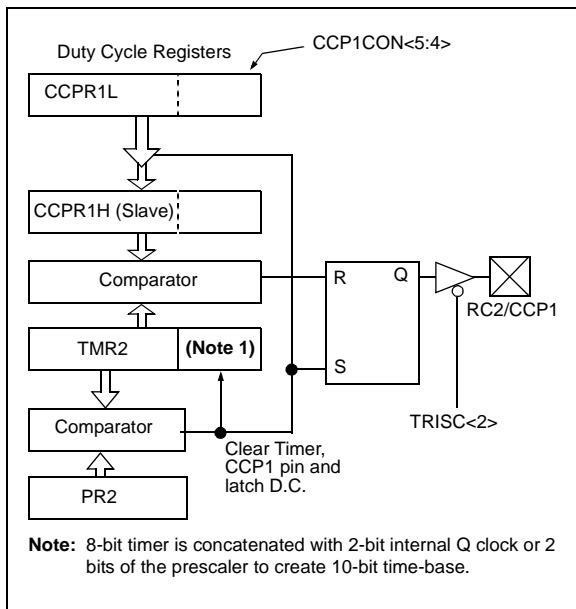 Duty Cycle Registers
CCP1CON<5:4>
CCPR1L
CCPR1H (Slave)
Comparator
R
Q
RC2/CCP1
TMR2
(Note 1)
S
TRISC<2>
Comparator
Clear Timer,
CCP1 pin and
latch D.C.
PR2
Note: 8-bit timer is concatenated with 2-bit internal Q clock or 2
bits of the prescaler to create 10-bit time-base.